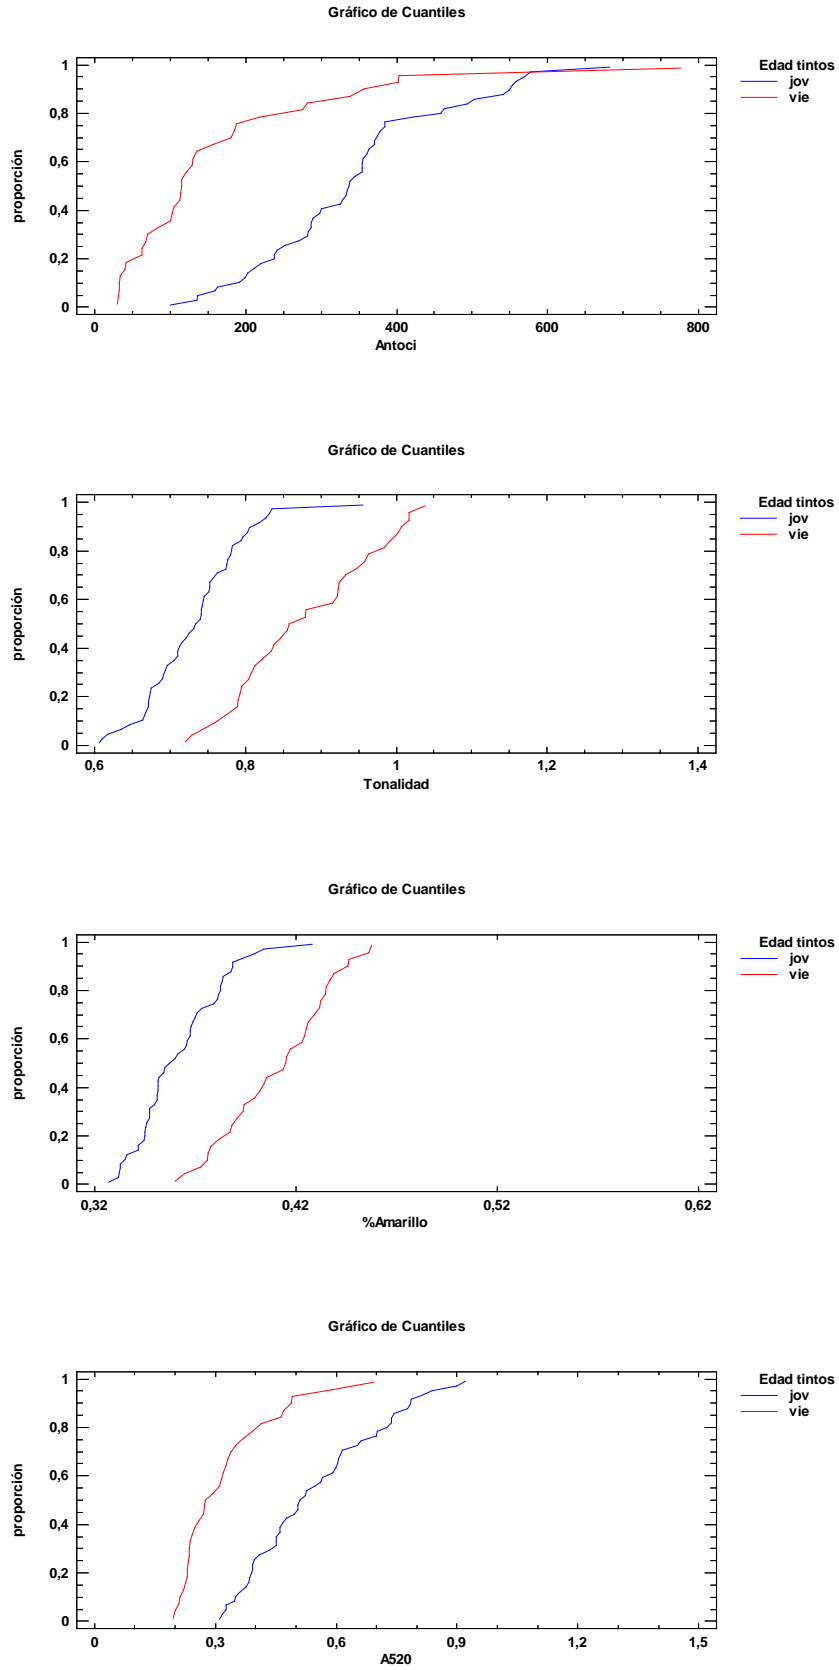 Gráfico de Cuantiles
Edad tintos
jov
vie
proporción
1
0,8
0,6
0,4
0,2
0
0 200 400 600 800
Antoci
Gráfico de Cuantiles
Edad tintos
jov
vie
proporción
1
0,8
0,6
0,4
0,2
0
0,6 0,8 1 1,2 1,4
Tonalidad
Gráfico de Cuantiles
Edad tintos
jov
vie
proporción
1
0,8
0,6
0,4
0,2
0
0,32 0,42 0,52 0,62
%Amarillo
Gráfico de Cuantiles
Edad tintos
jov
vie
proporción
1
0,8
0,6
0,4
0,2
0
0 0,3 0,6 0,9 1,2 1,5
A520